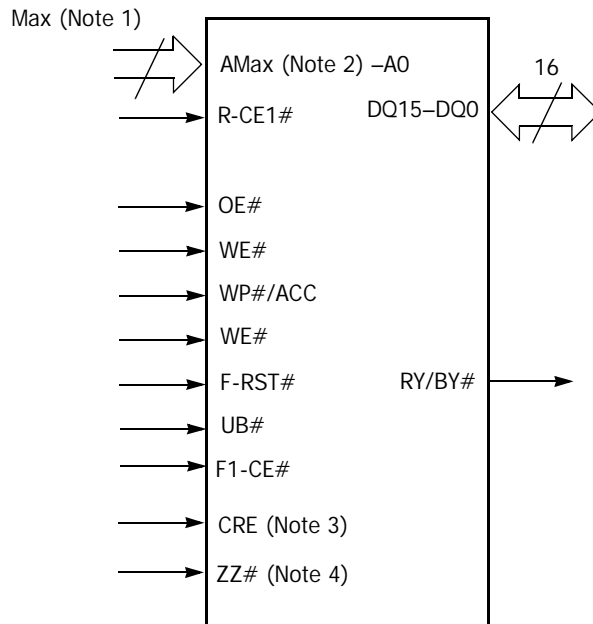 Max (Note 1)
AMax (Note 2) –A0
16
R-CE1#
DQ15–DQ0
OE#
WE#
WP#/ACC
WE#
F-RST#
RY/BY#
UB#
F1-CE#
CRE (Note 3)
ZZ# (Note 4)